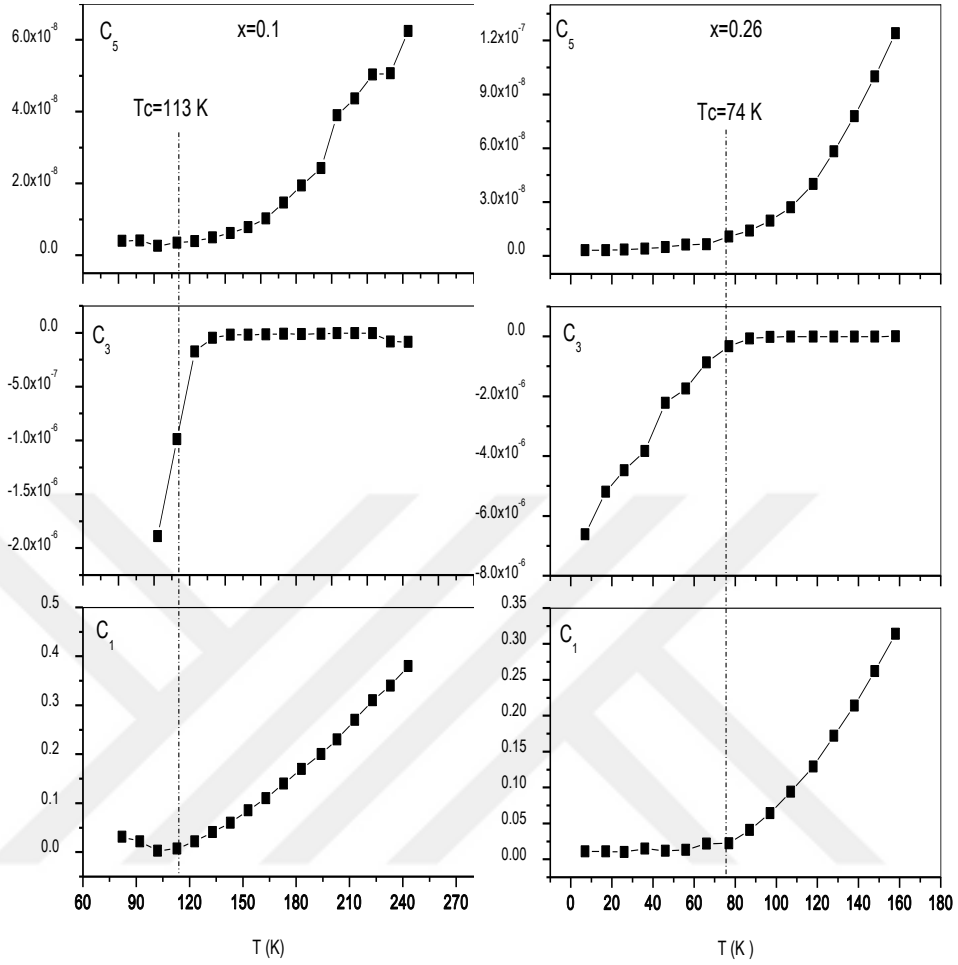 C5
x=0.1
Tc=113 K
6.0x10^-8
4.0x10^-8
2.0x10^-8
0.0
C5
x=0.26
Tc=74 K
1.2x10^-7
9.0x10^-8
6.0x10^-8
3.0x10^-8
0.0
C3
0.0
-5.0x10^-7
-1.0x10^-6
-1.5x10^-6
-2.0x10^-6
C3
0.0
-2.0x10^-6
-4.0x10^-6
-6.0x10^-6
-8.0x10^-6
C1
0.5
0.4
0.3
0.2
0.1
0.0
60 90 120 150 180 210 240 270
T (K)
C1
0.35
0.30
0.25
0.20
0.15
0.10
0.05
0.00
0 20 40 60 80 100 120 140 160 180
T (K )